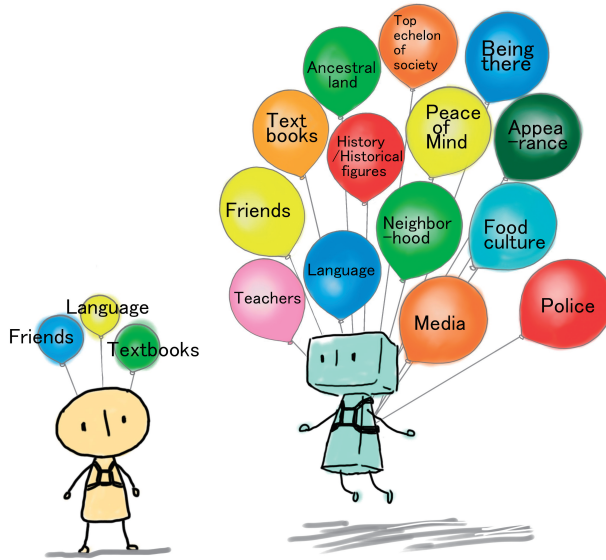 Friends
Language
Textbooks
Top
echelon
of
society
Being
there
Ancestral
land
Text
books
History
/Historical
figures
Peace
of
Mind
Appea
-rance
Friends
Neighbor
-hood
Food
culture
Teachers
Language
Media
Police